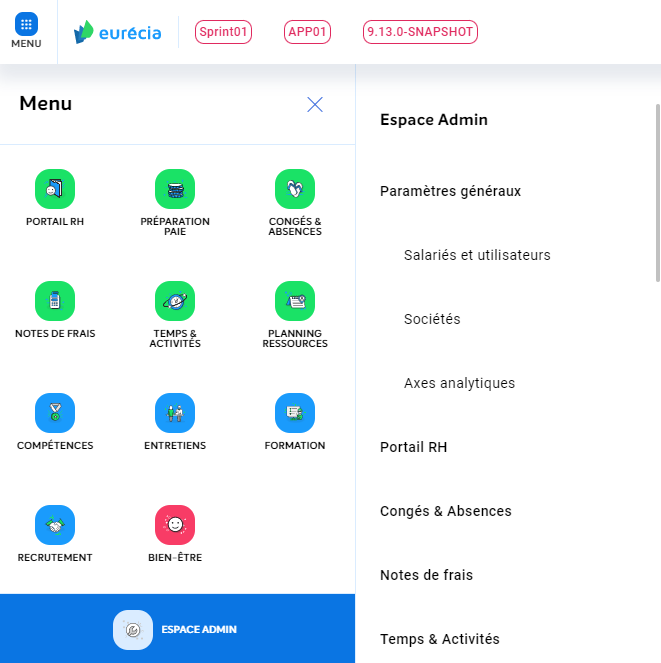 MENU
eurécia
Sprint01
APP01
9.13.0-SNAPSHOT
Menu
PORTAIL RH
PRÉPARATION
PAIE
CONGÉS &
ABSENCES
NOTES DE FRAIS
TEMPS &
ACTIVITÉS
PLANNING
RESSOURCES
COMPÉTENCES
ENTRETIENS
FORMATION
RECRUTEMENT
BIEN-ÊTRE
ESPACE ADMIN
Espace Admin
Paramètres généraux
Salariés et utilisateurs
Sociétés
Axes analytiques
Portail RH
Congés & Absences
Notes de frais
Temps & Activités